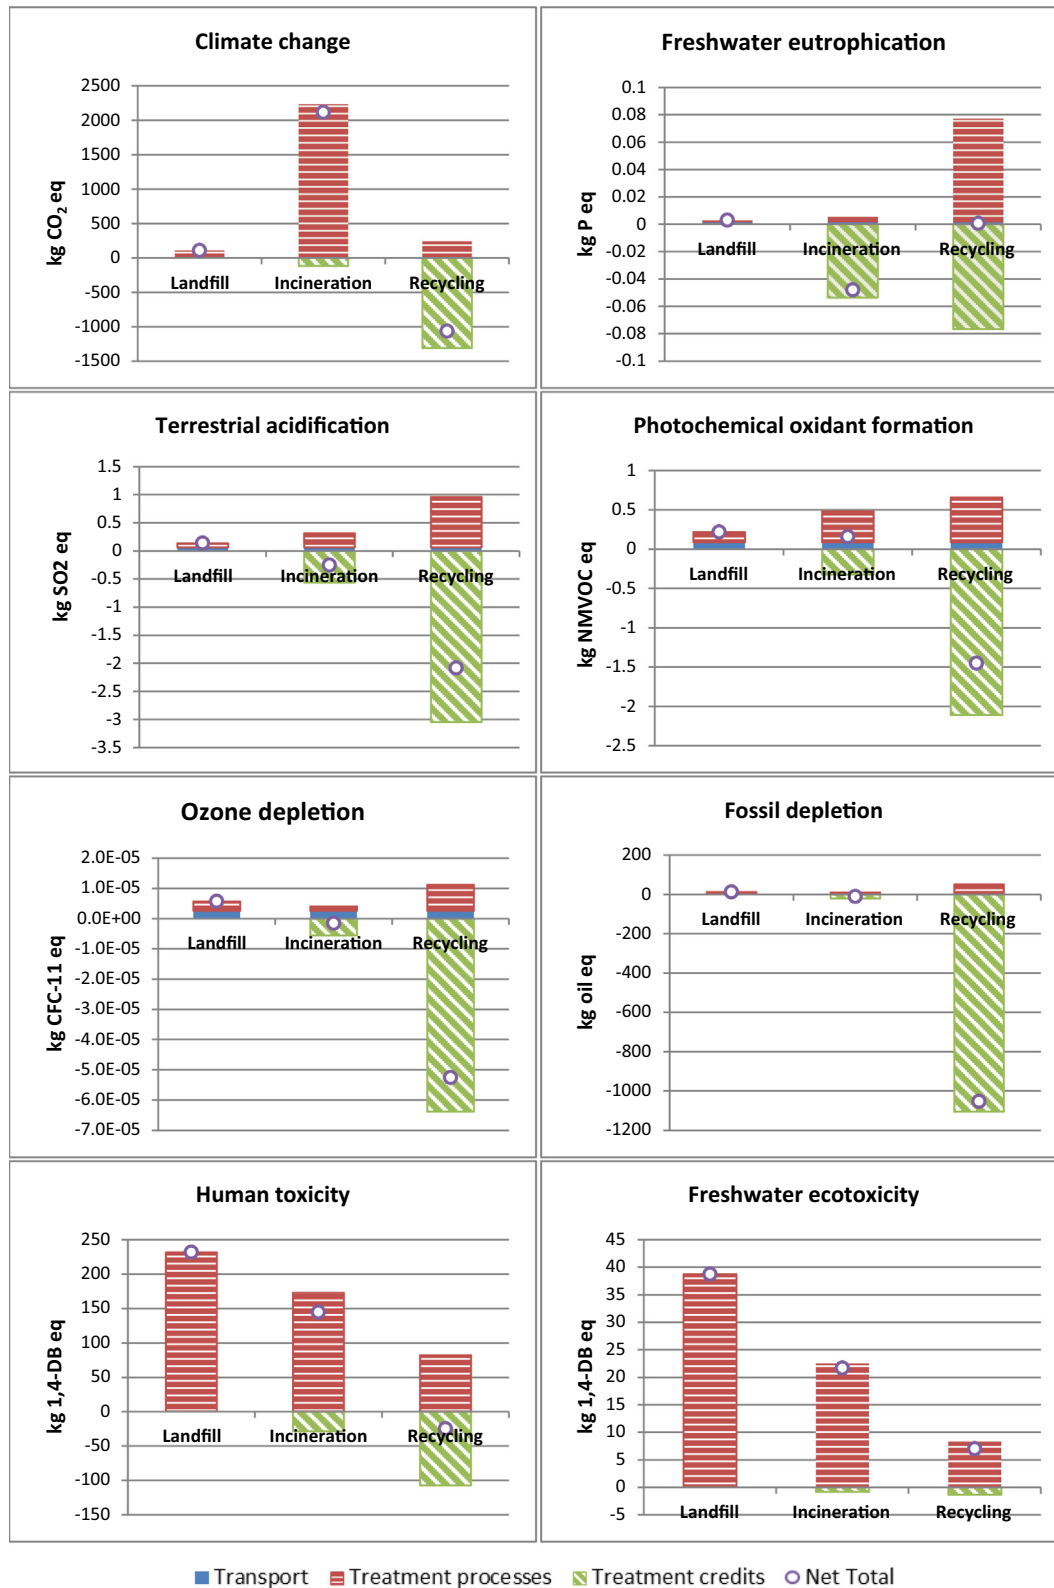 Climate change
kg CO₂ eq
2500
2000
1500
1000
500
0
-500
-1000
-1500
Landfill
Incineration
Recycling
Freshwater eutrophication
kg P eq
0.1
0.08
0.06
0.04
0.02
0
-0.02
-0.04
-0.06
-0.08
-0.1
Landfill
Incineration
Recycling
Terrestrial acidification
kg SO2 eq
1.5
1
0.5
0
-0.5
-1
-1.5
-2
-2.5
-3
-3.5
Landfill
Incineration
Recycling
Photochemical oxidant formation
kg NMVOC eq
1
0.5
0
-0.5
-1
-1.5
-2
-2.5
Landfill
Incineration
Recycling
Ozone depletion
kg CFC-11 eq
2.0E-05
1.0E-05
0.0E+00
-1.0E-05
-2.0E-05
-3.0E-05
-4.0E-05
-5.0E-05
-6.0E-05
-7.0E-05
Landfill
Incineration
Recycling
Fossil depletion
kg oil eq
200
0
-200
-400
-600
-800
-1000
-1200
Landfill
Incineration
Recycling
Human toxicity
kg 1,4-DB eq
250
200
150
100
50
0
-50
-100
-150
Landfill
Incineration
Recycling
Freshwater ecotoxicity
kg 1,4-DB eq
45
40
35
30
25
20
15
10
5
0
-5
Landfill
Incineration
Recycling
Transport Treatment processes Treatment credits Net Total